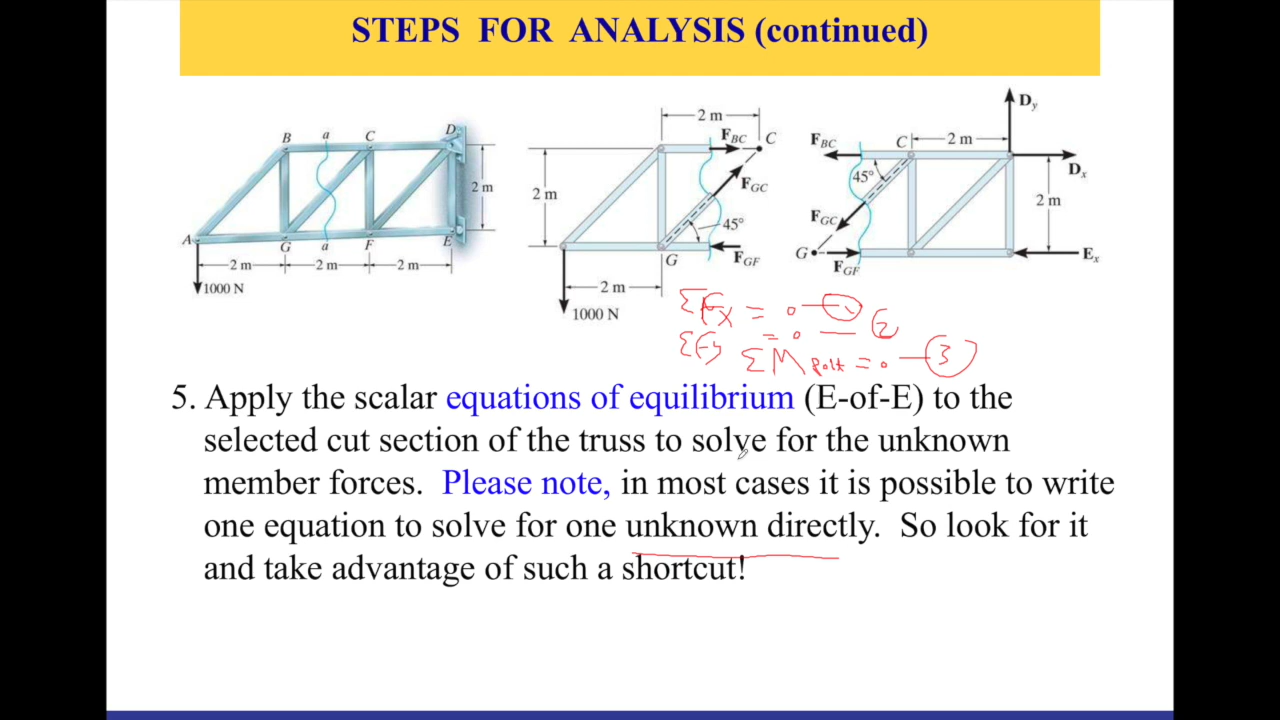 STEPS FOR ANALYSIS (continued)
B a C D
2 m
A G a F E
2 m 2 m 2 m
1000 N
2 m
F_BC C
2 m
F_GC
45°
G F_GF
2 m
1000 N
D_y
F_BC C 2 m
D_x
45°
2 m
F_GC
G E_x
F_GF
ΣF_x = 0 — 1
ΣF_y = 0 — 2
ΣM = 0 — 3
5. Apply the scalar equations of equilibrium (E-of-E) to the
selected cut section of the truss to solve for the unknown
member forces. Please note, in most cases it is possible to write
one equation to solve for one unknown directly. So look for it
and take advantage of such a shortcut!